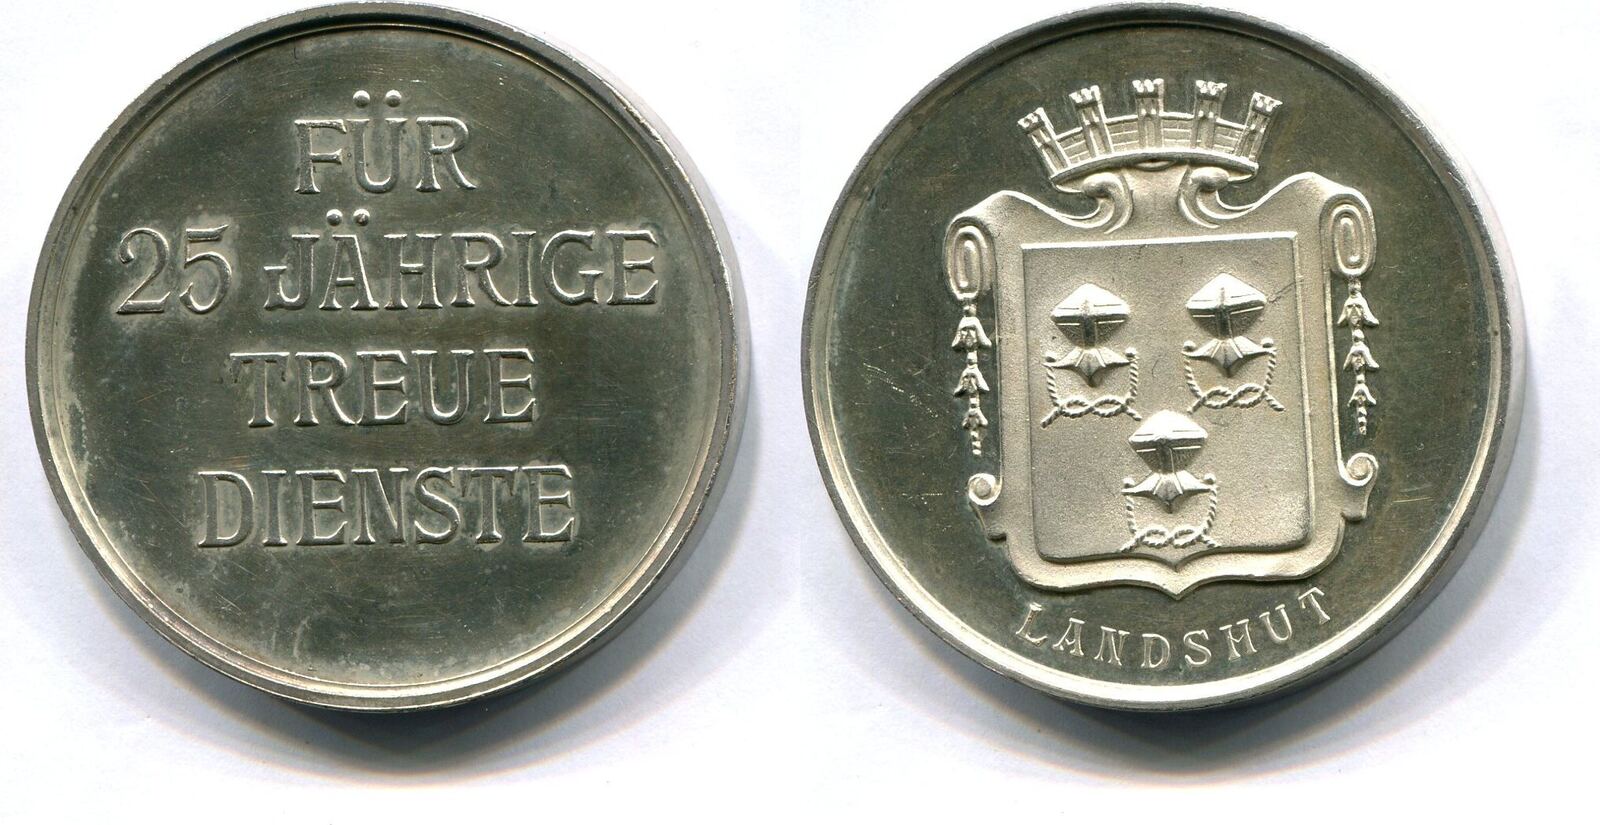 FÜR
25 JÄHRIGE
TREUE
DIENSTE
LANDSHUT